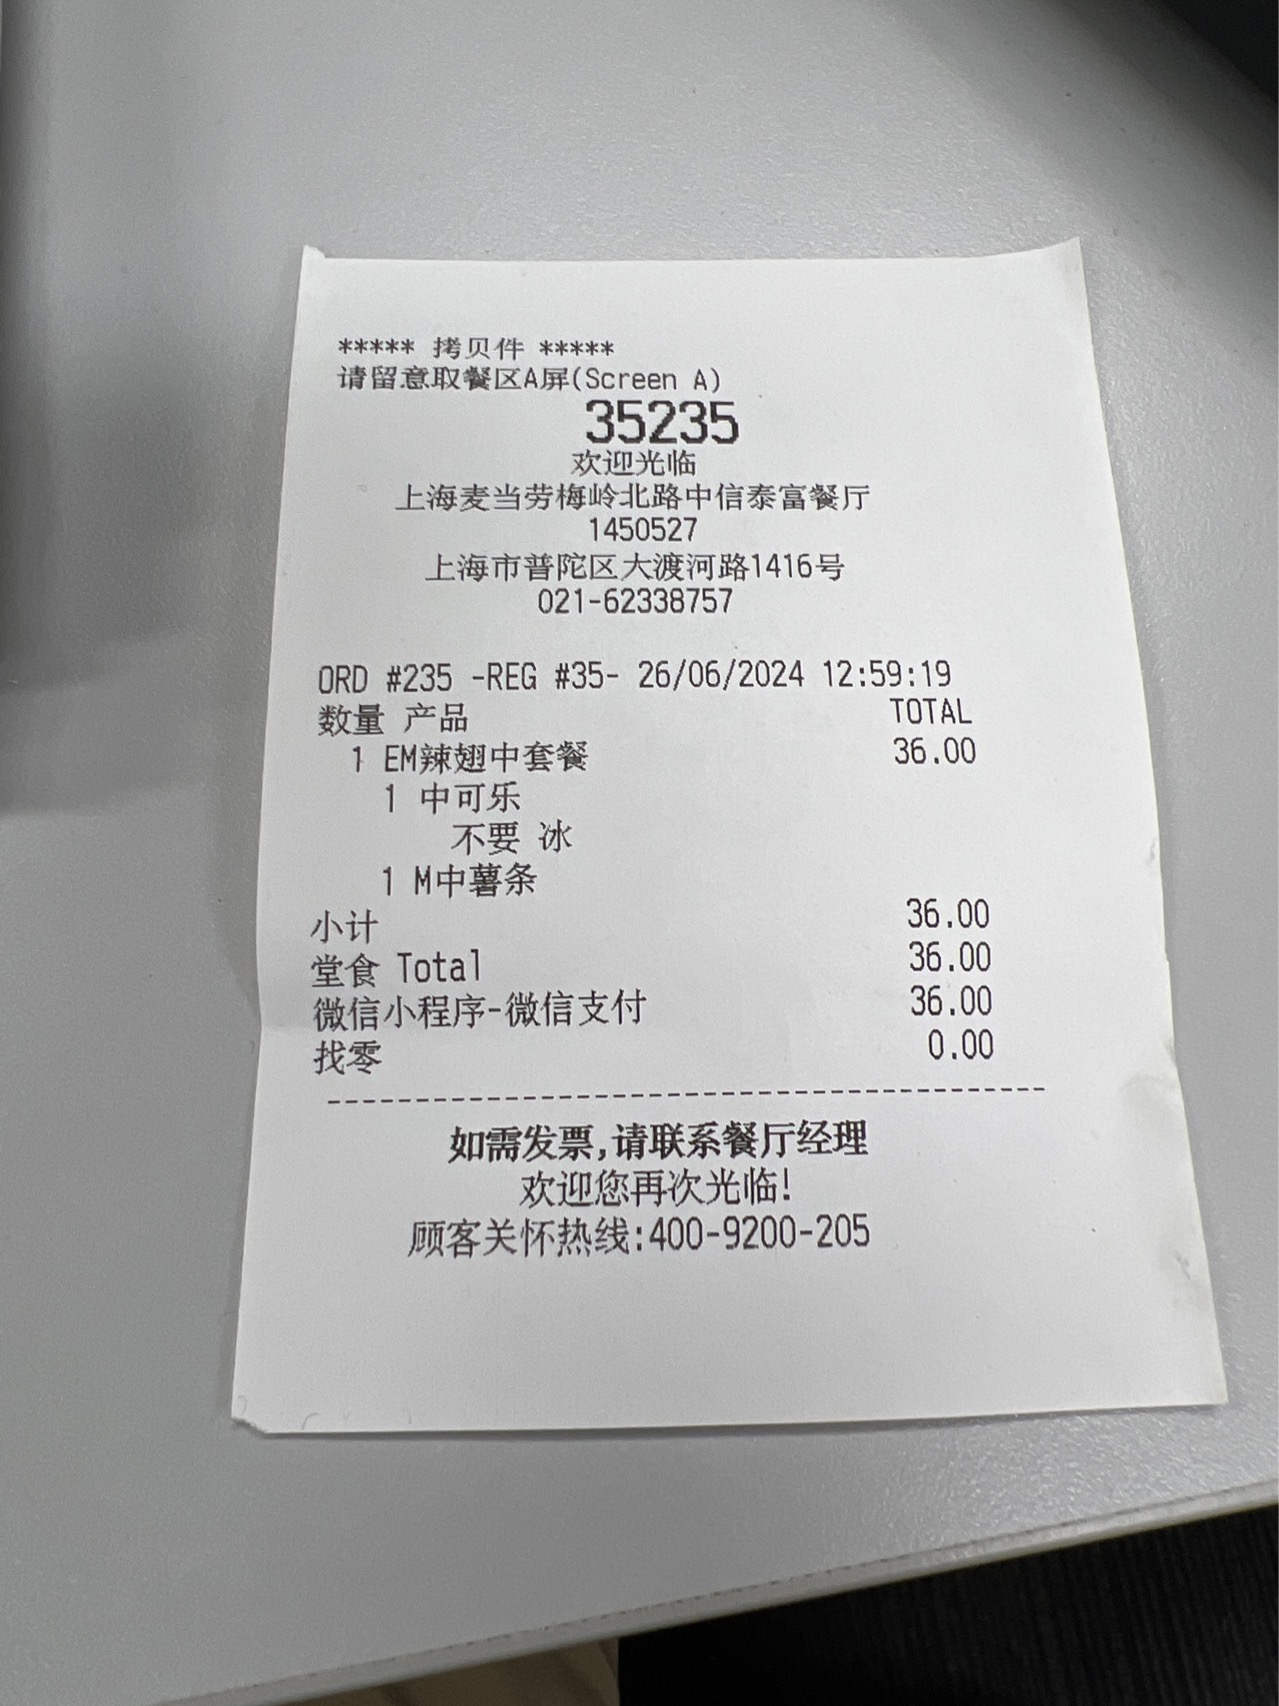 ***** 拷贝件 *****
请留意取餐区A屏(Screen A)
35235
欢迎光临
上海麦当劳梅岭北路中信泰富餐厅
1450527
上海市普陀区大渡河路1416号
021-62338757
ORD #235 -REG #35- 26/06/2024 12:59:19
数量 产品 TOTAL
1 EM辣翅中套餐 36.00
1 中可乐
不要 冰
1 M中薯条
小计 36.00
堂食 Total 36.00
微信小程序-微信支付 36.00
找零 0.00
-----------------------------------------
如需发票,请联系餐厅经理
欢迎您再次光临!
顾客关怀热线:400-9200-205